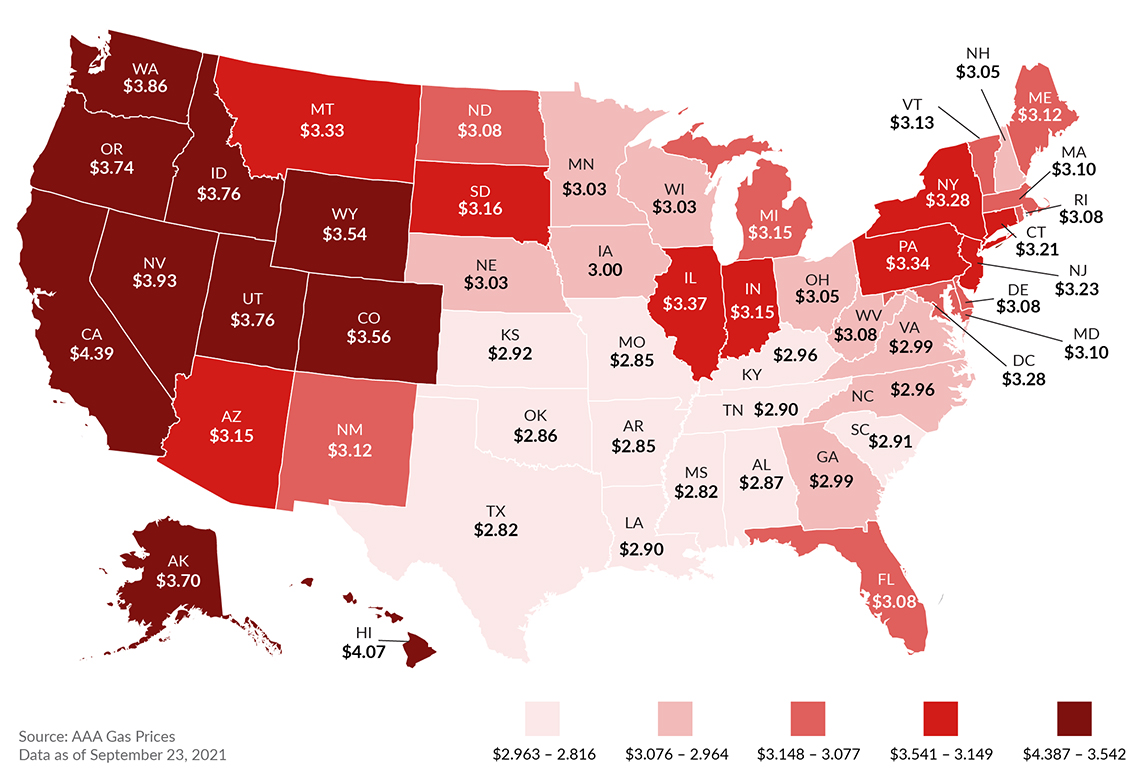 NH
$3.05
WA
$3.86
ME
$3.12
VT
$3.13
MT
$3.33
ND
$3.08
OR
$3.74
MA
$3.10
MN
$3.03
ID
$3.76
NY
$3.28
SD
$3.16
WI
$3.03
RI
$3.08
WY
$3.54
MI
$3.15
CT
$3.21
PA
$3.34
IA
3.00
NV
$3.93
NE
$3.03
NJ
$3.23
IL
$3.37
IN
$3.15
OH
$3.05
DE
$3.08
UT
$3.76
CO
$3.56
WV
$3.08
VA
$2.99
CA
$4.39
KS
$2.92
MO
$2.85
MD
$3.10
$2.96
KY
DC
$3.28
NC $2.96
TN $2.90
AZ
$3.15
NM
$3.12
OK
$2.86
AR
$2.85
SC $2.91
GA
$2.99
MS
$2.82
AL
$2.87
TX
$2.82
LA
$2.90
AK
$3.70
FL
$3.08
HI
$4.07
Source: AAA Gas Prices
Data as of September 23, 2021
$2.963 – 2.816 $3.076 – 2.964 $3.148 – 3.077 $3.541 – 3.149 $4.387 – 3.542